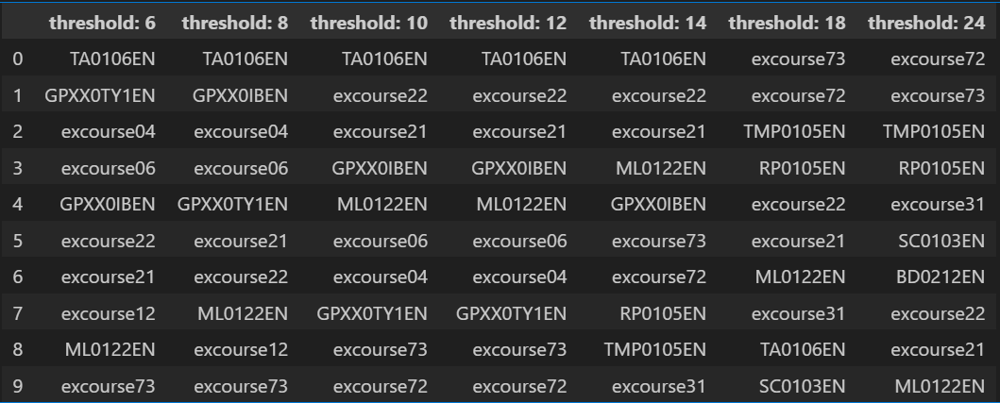 threshold: 6 threshold: 8 threshold: 10 threshold: 12 threshold: 14 threshold: 18 threshold: 24
0 TA0106EN TA0106EN TA0106EN TA0106EN TA0106EN excourse73 excourse72
1 GPXX0TY1EN GPXX0IBEN excourse22 excourse22 excourse22 excourse72 excourse73
2 excourse04 excourse04 excourse21 excourse21 excourse21 TMP0105EN TMP0105EN
3 excourse06 excourse06 GPXX0IBEN GPXX0IBEN ML0122EN RP0105EN RP0105EN
4 GPXX0IBEN GPXX0TY1EN ML0122EN ML0122EN GPXX0IBEN excourse22 excourse31
5 excourse22 excourse21 excourse06 excourse06 excourse73 excourse21 SC0103EN
6 excourse21 excourse22 excourse04 excourse04 excourse72 ML0122EN BD0212EN
7 excourse12 ML0122EN GPXX0TY1EN GPXX0TY1EN RP0105EN excourse31 excourse22
8 ML0122EN excourse12 excourse73 excourse73 TMP0105EN TA0106EN excourse21
9 excourse73 excourse73 excourse72 excourse72 excourse31 SC0103EN ML0122EN